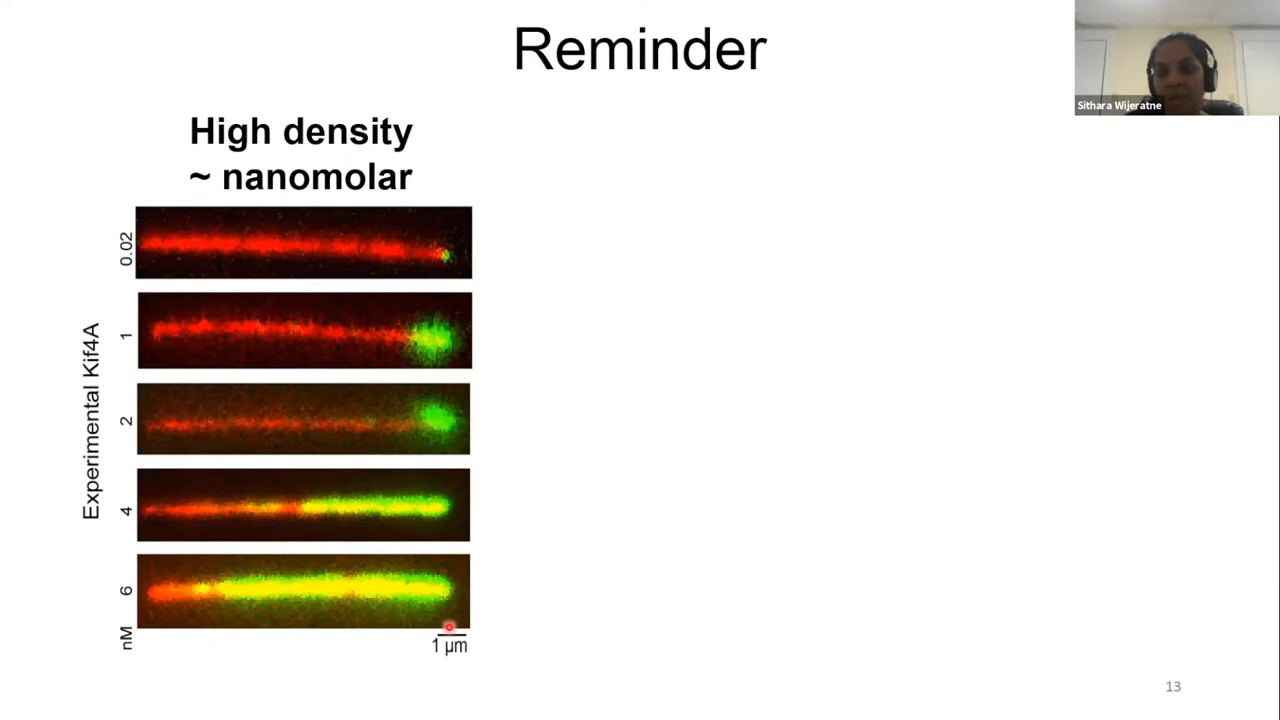 Reminder
Sithara Wijeratne
High density
~ nanomolar
Experimental Kif4A
0.02
1
2
4
6
nM
1 µm
13